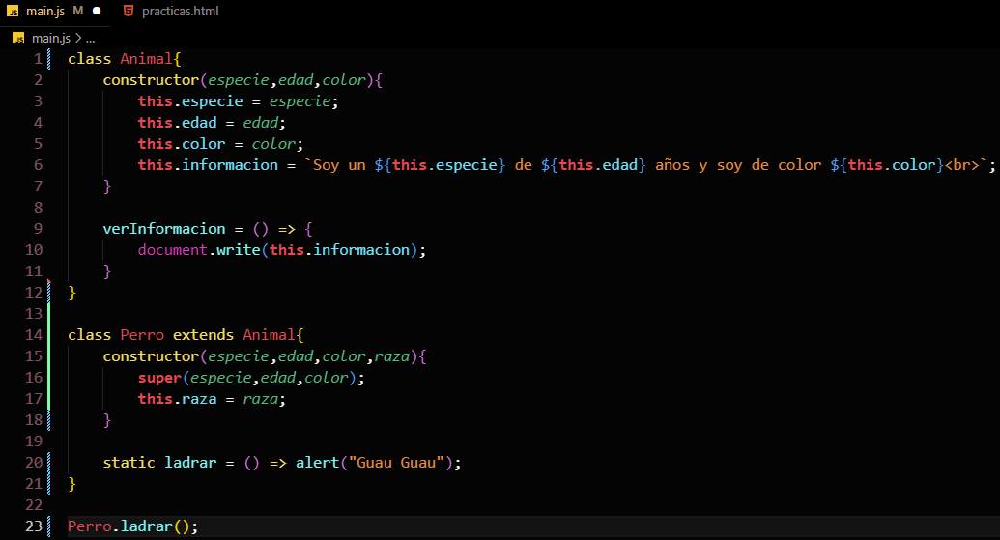 JS main.js M ● practicas.html
JS main.js > ...
1 class Animal{
2     constructor(especie,edad,color){
3         this.especie = especie;
4         this.edad = edad;
5         this.color = color;
6         this.informacion = `Soy un ${this.especie} de ${this.edad} años y soy de color ${this.color}<br>`;
7     }
8
9     verInformacion = () => {
10         document.write(this.informacion);
11     }
12 }
13
14 class Perro extends Animal{
15     constructor(especie,edad,color,raza){
16         super(especie,edad,color);
17         this.raza = raza;
18     }
19
20     static ladrar = () => alert("Guau Guau");
21 }
22
23 Perro.ladrar();